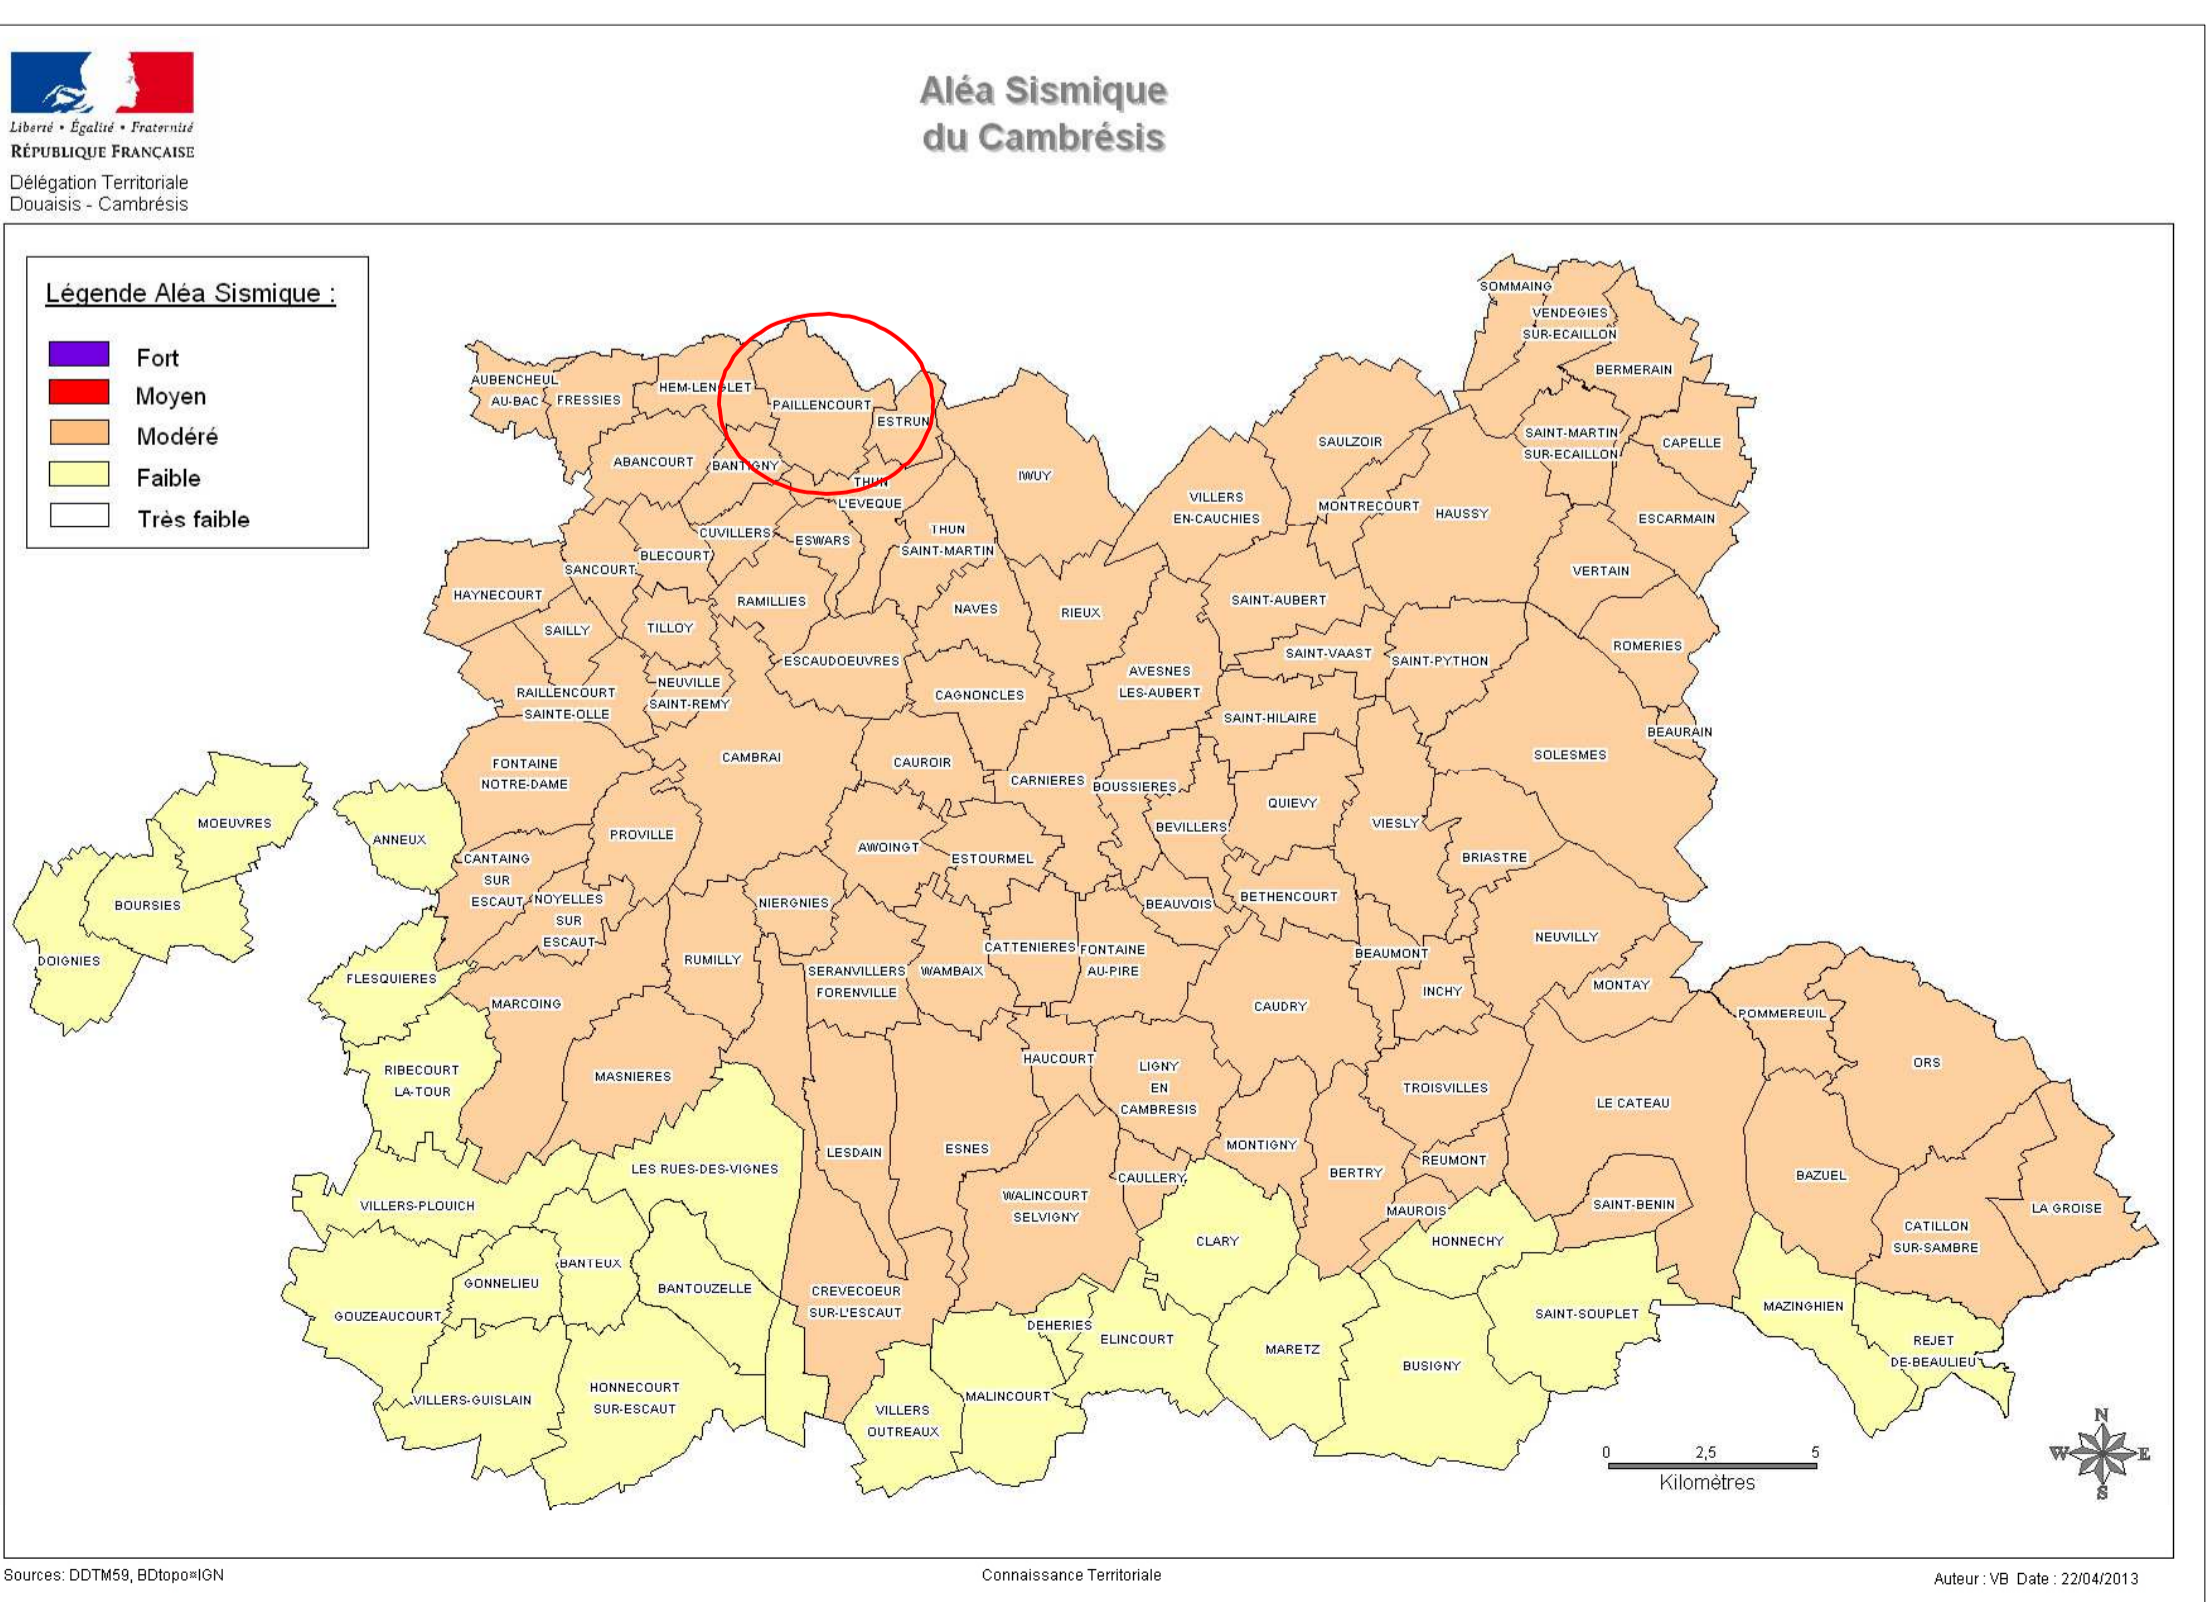 Liberté • Égalité • Fraternité
RÉPUBLIQUE FRANÇAISE
Délégation Territoriale
Douaisis - Cambrésis
Aléa Sismique
du Cambrésis
Légende Aléa Sismique :
Fort
Moyen
Modéré
Faible
Très faible
SOMMAING
VENDEGIES
SUR-ECAILLON
BERMERAIN
AUBENCHEUL
AU-BAC
FRESSIES
HEM-LENGLET
PAILLENCOURT
ESTRUN
SAINT-MARTIN
SUR-ECAILLON
CAPELLE
SAULZOIR
ABANCOURT
BANTIGNY
THUN
L'EVEQUE
IWUY
VILLERS
EN-CAUCHIES
MONTRECOURT
HAUSSY
ESCARMAIN
CUVILLERS
ESWARS
THUN
SAINT-MARTIN
BLECOURT
SANCOURT
VERTAIN
HAYNECOURT
RAMILLIES
NAVES
RIEUX
SAINT-AUBERT
SAILLY
TILLOY
ROMERIES
ESCAUDOEUVRES
SAINT-VAAST
SAINT-PYTHON
AVESNES
LES-AUBERT
NEUVILLE
SAINT-REMY
RAILLENCOURT
SAINTE-OLLE
CAGNONCLES
SAINT-HILAIRE
BEAURAIN
SOLESMES
FONTAINE
NOTRE-DAME
CAMBRAI
CAUROIR
CARNIERES
BOUSSIERES
QUIEVY
MOEUVRES
ANNEUX
PROVILLE
BEVILLERS
VIESLY
AWOINGT
ESTOURMEL
BRIASTRE
CANTAING
SUR
ESCAUT
NOYELLES
SUR
ESCAUT
BOURSIES
NIERGNIES
BEAUVOIS
BETHENCOURT
DOIGNIES
FLESQUIERES
RUMILLY
SERANVILLERS
FORENVILLE
WAMBAIX
CATTENIERES
FONTAINE
AU-PIRE
BEAUMONT
NEUVILLY
INCHY
MONTAY
MARCOING
CAUDRY
POMMEREUIL
ORS
RIBECOURT
LA-TOUR
MASNIERES
HAUCOURT
LIGNY
EN
CAMBRESIS
TROISVILLES
LE CATEAU
LESDAIN
ESNES
MONTIGNY
BERTRY
REUMONT
LES RUES-DES-VIGNES
CAULLERY
BAZUEL
VILLERS-PLOUICH
WALINCOURT
SELVIGNY
MAUROIS
SAINT-BENIN
LA GROISE
CATILLON
SUR-SAMBRE
CLARY
HONNECHY
BANTEUX
GONNELIEU
BANTOUZELLE
CREVECOEUR
SUR-L'ESCAUT
GOUZEAUCOURT
DEHERIES
ELINCOURT
MARETZ
SAINT-SOUPLET
MAZINGHIEN
REJET
DE-BEAULIEU
BUSIGNY
VILLERS-GUISLAIN
HONNECOURT
SUR-ESCAUT
VILLERS
OUTREAUX
MALINCOURT
0 2,5 5
Kilomètres
N
W E
S
Sources: DDTM59, BDtopo¤IGN
Connaissance Territoriale
Auteur : VB Date : 22/04/2013